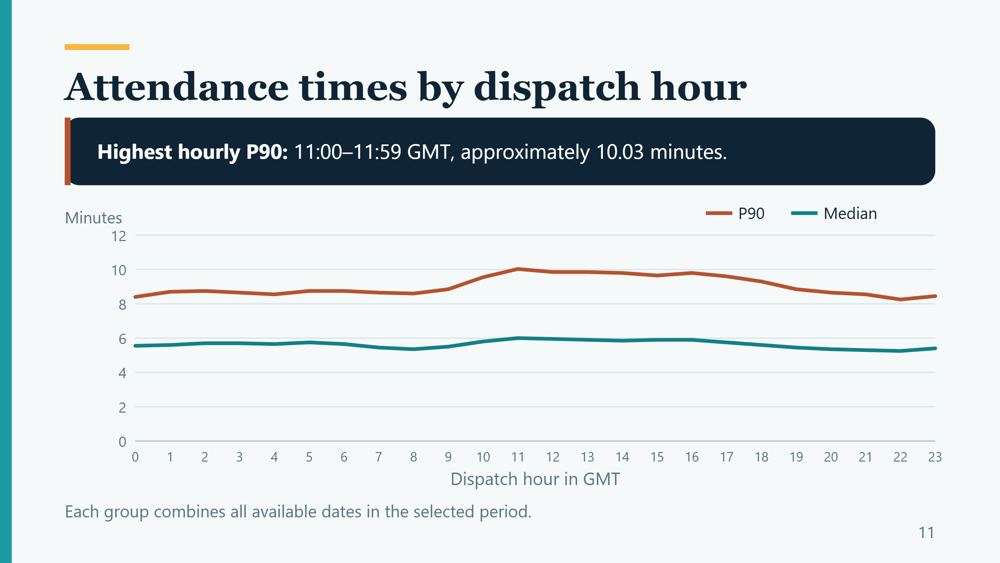 Attendance times by dispatch hour
Highest hourly P90: 11:00–11:59 GMT, approximately 10.03 minutes.
Minutes
P90 Median
12
10
8
6
4
2
0
0 1 2 3 4 5 6 7 8 9 10 11 12 13 14 15 16 17 18 19 20 21 22 23
Dispatch hour in GMT
Each group combines all available dates in the selected period.
11